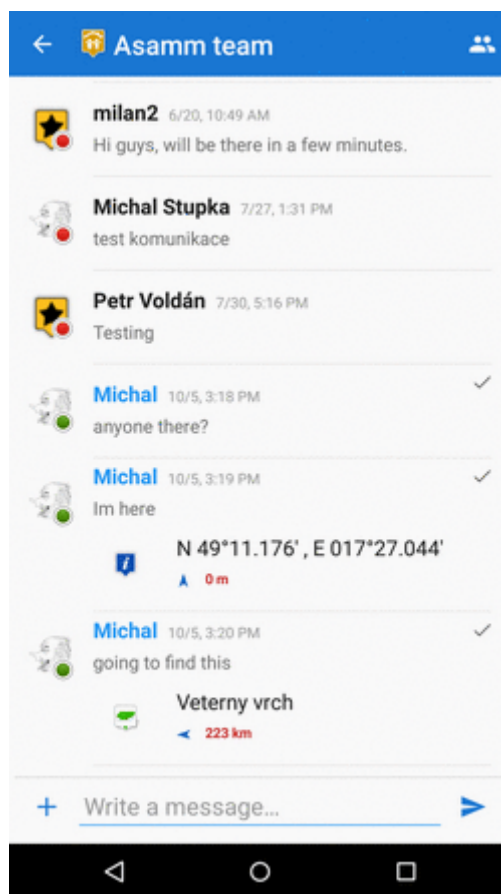 Asamm team
milan2 6/20, 10:49 AM
Hi guys, will be there in a few minutes.
Michal Stupka 7/27, 1:31 PM
test komunikace
Petr Voldán 7/30, 5:16 PM
Testing
Michal 10/5, 3:18 PM
anyone there?
Michal 10/5, 3:19 PM
Im here
N 49°11.176' , E 017°27.044'
0 m
Michal 10/5, 3:20 PM
going to find this
Veterny vrch
223 km
Write a message...